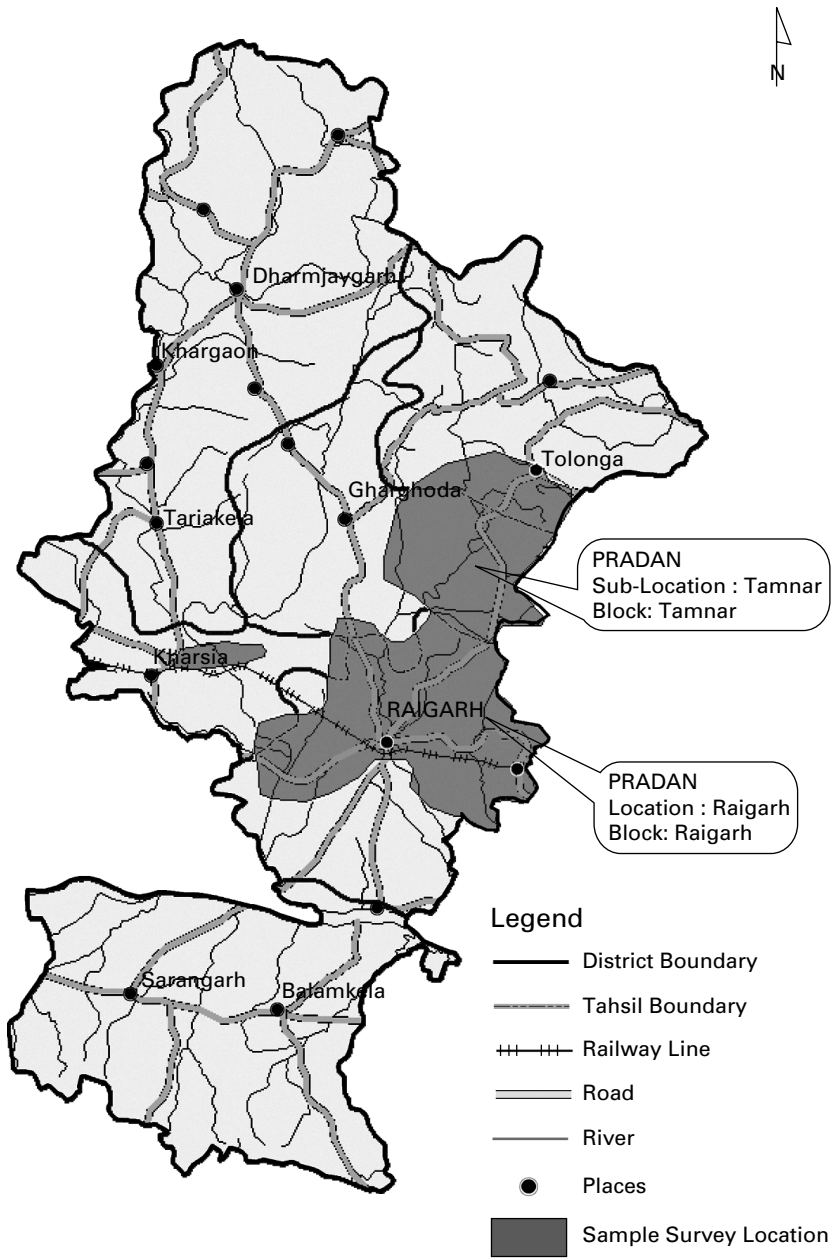 N
Dharmjaygarh
Khargaon
Tolonga
Gharghoda
Tariakela
PRADAN
Sub-Location : Tamnar
Block: Tamnar
Kharsia
RAIGARH
PRADAN
Location : Raigarh
Block: Raigarh
Sarangarh
Balamkela
Legend
District Boundary
Tahsil Boundary
Railway Line
Road
River
Places
Sample Survey Location